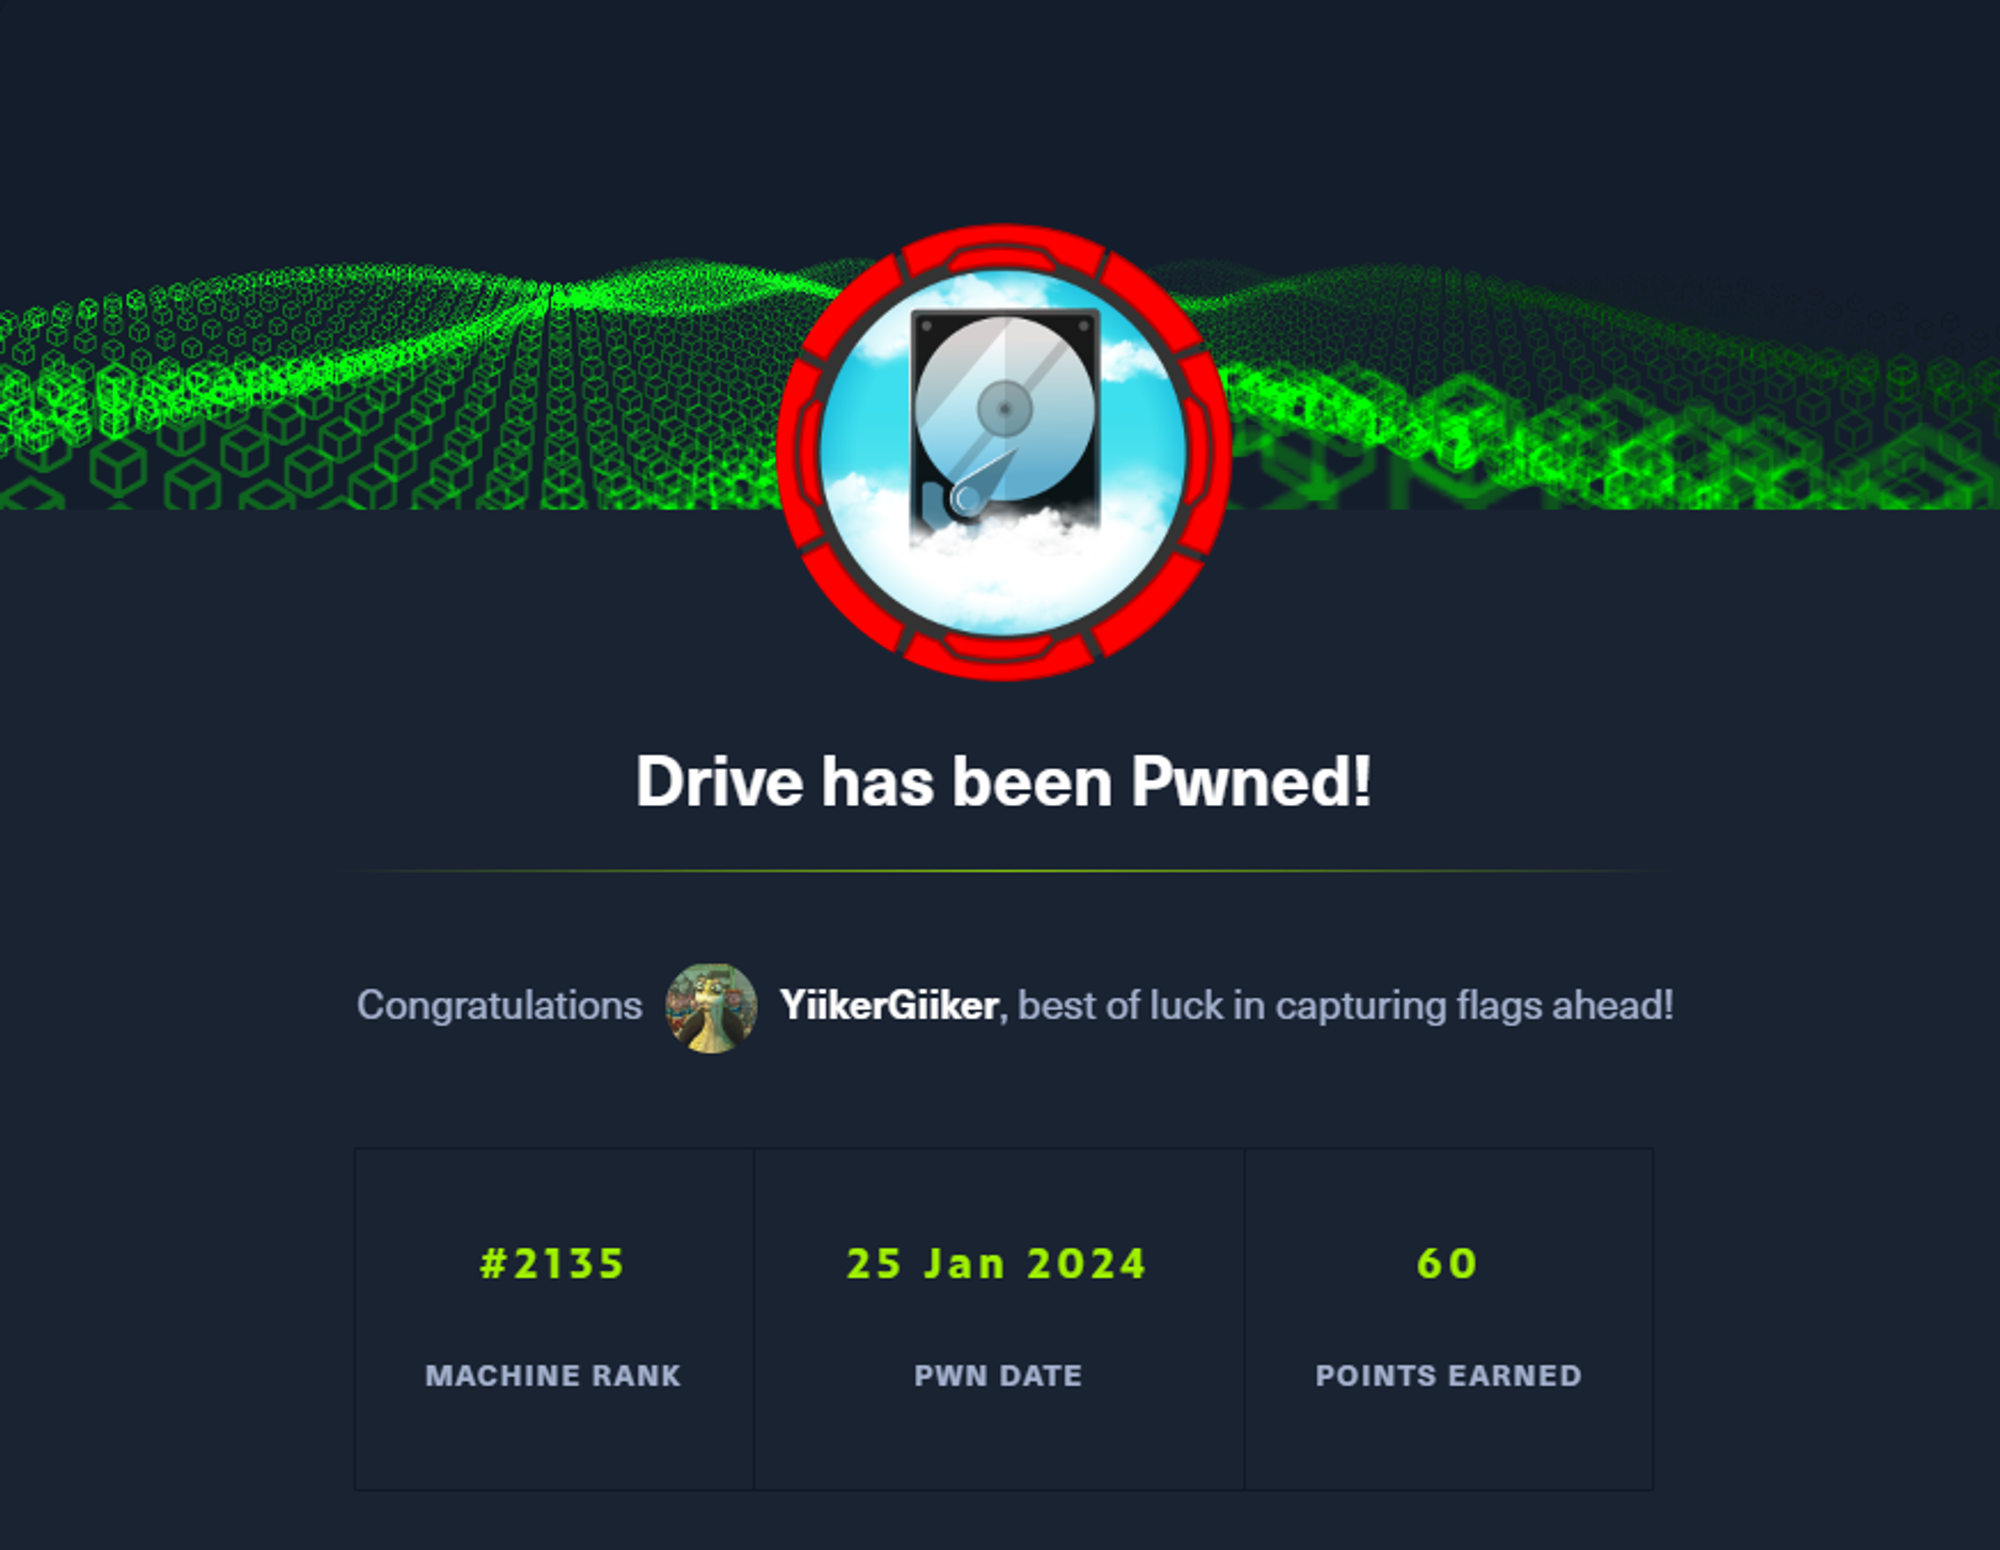 Drive has been Pwned!
Congratulations YiikerGiiker, best of luck in capturing flags ahead!
#2135 25 Jan 2024 60
MACHINE RANK PWN DATE POINTS EARNED